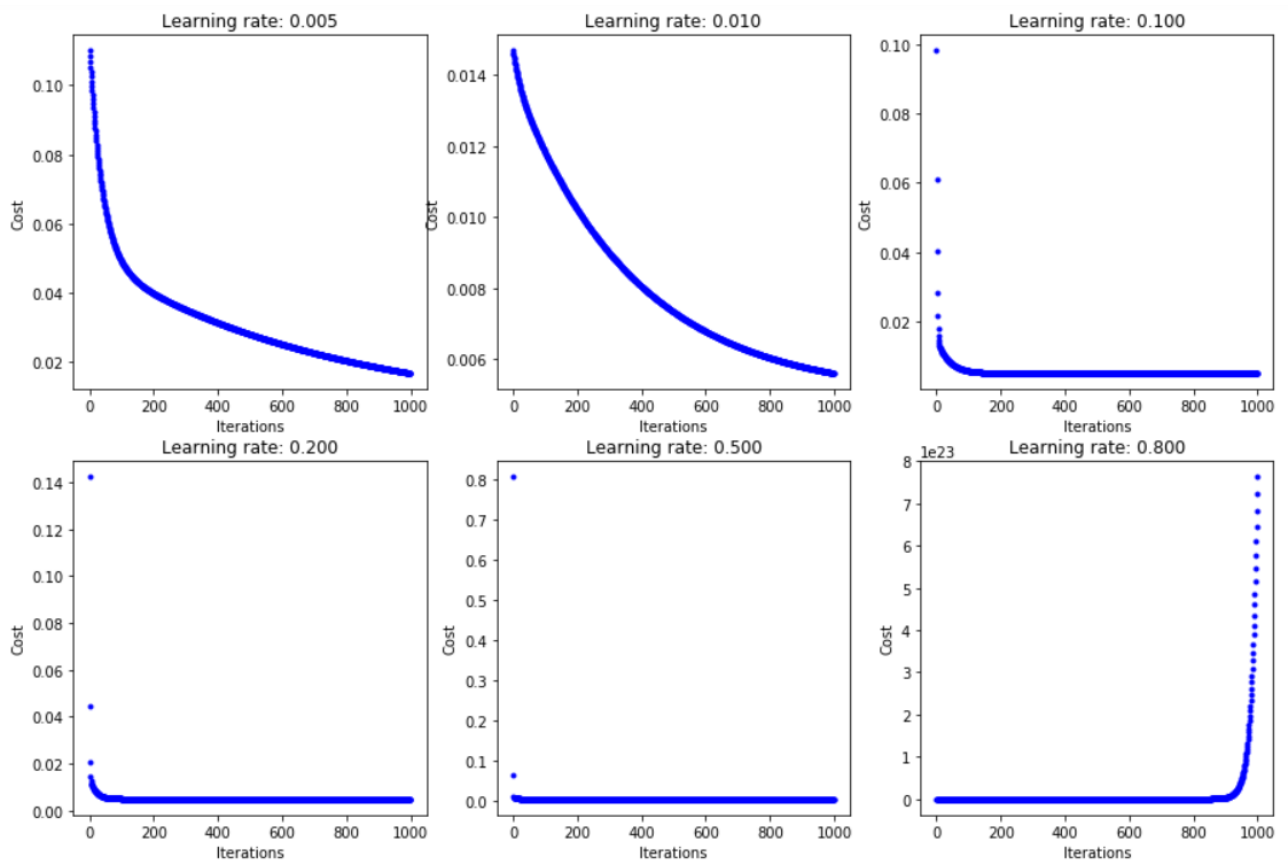 Learning rate: 0.005
Cost
0.10
0.08
0.06
0.04
0.02
0 200 400 600 800 1000
Iterations
Learning rate: 0.010
Cost
0.014
0.012
0.010
0.008
0.006
0 200 400 600 800 1000
Iterations
Learning rate: 0.100
Cost
0.10
0.08
0.06
0.04
0.02
0 200 400 600 800 1000
Iterations
Learning rate: 0.200
Cost
0.14
0.12
0.10
0.08
0.06
0.04
0.02
0.00
0 200 400 600 800 1000
Iterations
Learning rate: 0.500
Cost
0.8
0.7
0.6
0.5
0.4
0.3
0.2
0.1
0.0
0 200 400 600 800 1000
Iterations
1e23
Learning rate: 0.800
Cost
8
7
6
5
4
3
2
1
0
0 200 400 600 800 1000
Iterations